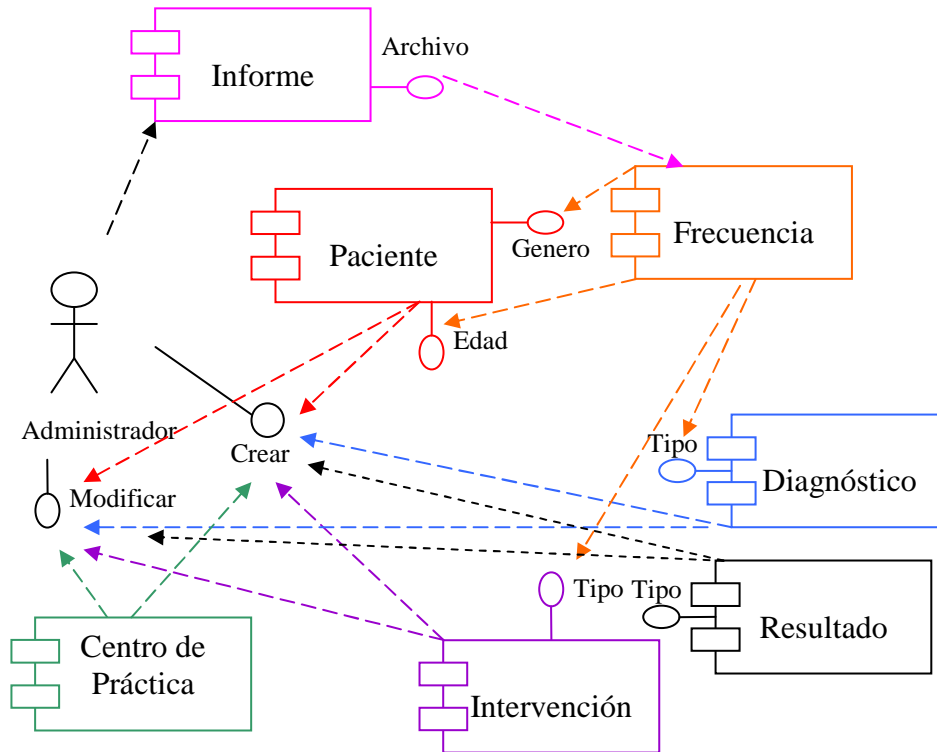 Archivo
Informe
Frecuencia
Genero
Paciente
Edad
Administrador
Crear
Tipo
Modificar
Diagnóstico
Tipo
Tipo
Resultado
Centro de
Práctica
Intervención